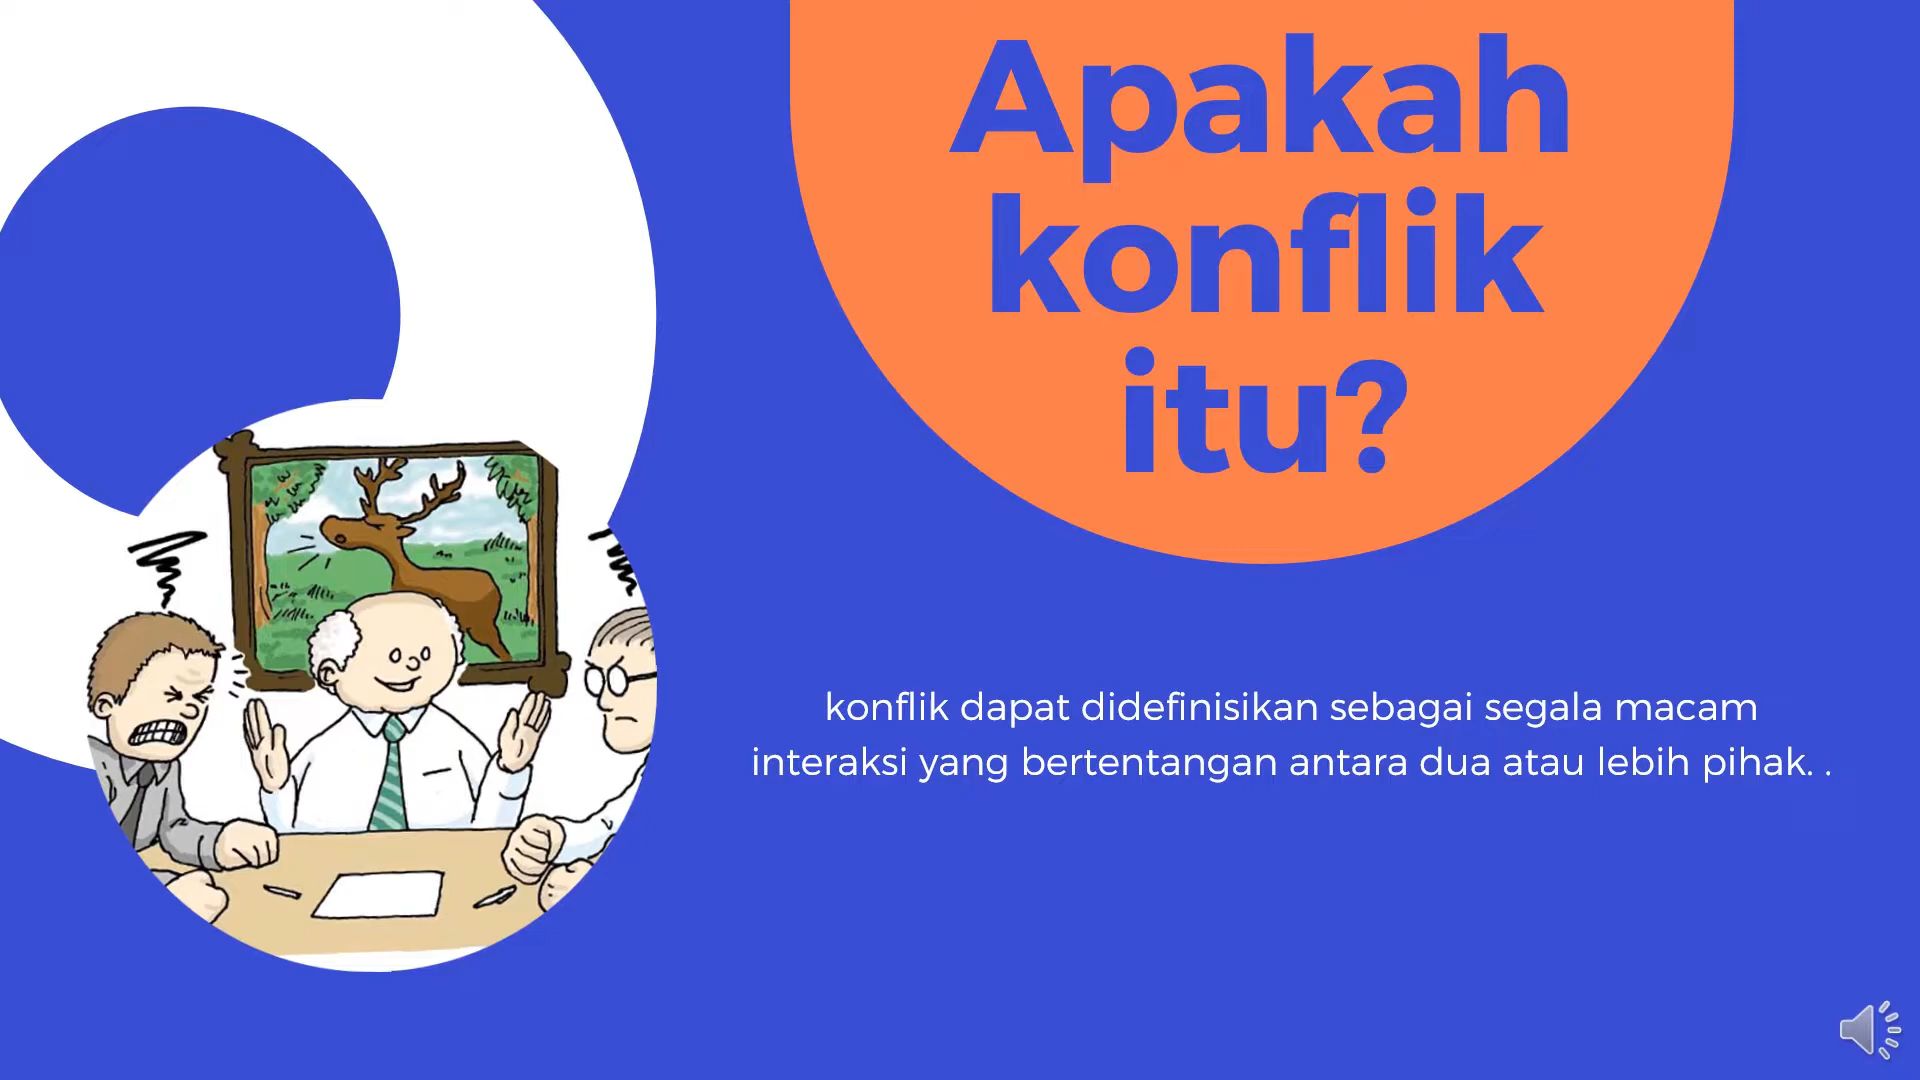 Apakah
konflik
itu?
konflik dapat didefinisikan sebagai segala macam
interaksi yang bertentangan antara dua atau lebih pihak. .